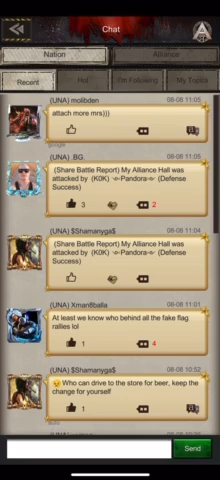 Chat
Nation
Alliance
Recent
Hot
I'm Following
My Topics
(UNA) molibden
08-08 11:05
attach more mrs)))
google
(UNA) .BG.
08-08 11:05
(Share Battle Report) My Alliance Hall was
attacked by (K0K) Pandora (Defense
Success)
3
2
(UNA) $Shamanyga$
08-08 11:04
(Share Battle Report) My Alliance Hall was
attacked by (K0K) Pandora (Defense
Success)
(UNA) Xman8balla
08-08 11:01
At least we know who behind all the fake flag
rallies lol
1
4
(UNA) $Shamanyga$
08-08 10:52
Who can drive to the store for beer, keep the
change for yourself
1
Send